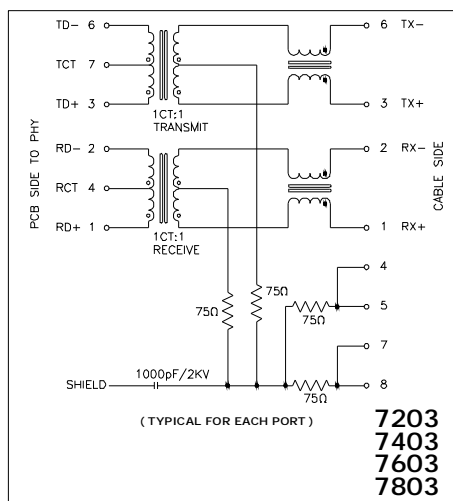 TD- 6
6 TX-
TCT 7
TD+ 3
3 TX+
1CT:1
TRANSMIT
PCB SIDE TO PHY
CABLE SIDE
RD- 2
2 RX-
RCT 4
RD+ 1
1 RX+
1CT:1
RECEIVE
4
75Ω
75Ω
5
75Ω
7
1000pF/2KV
SHIELD
8
75Ω
( TYPICAL FOR EACH PORT )
7203
7403
7603
7803